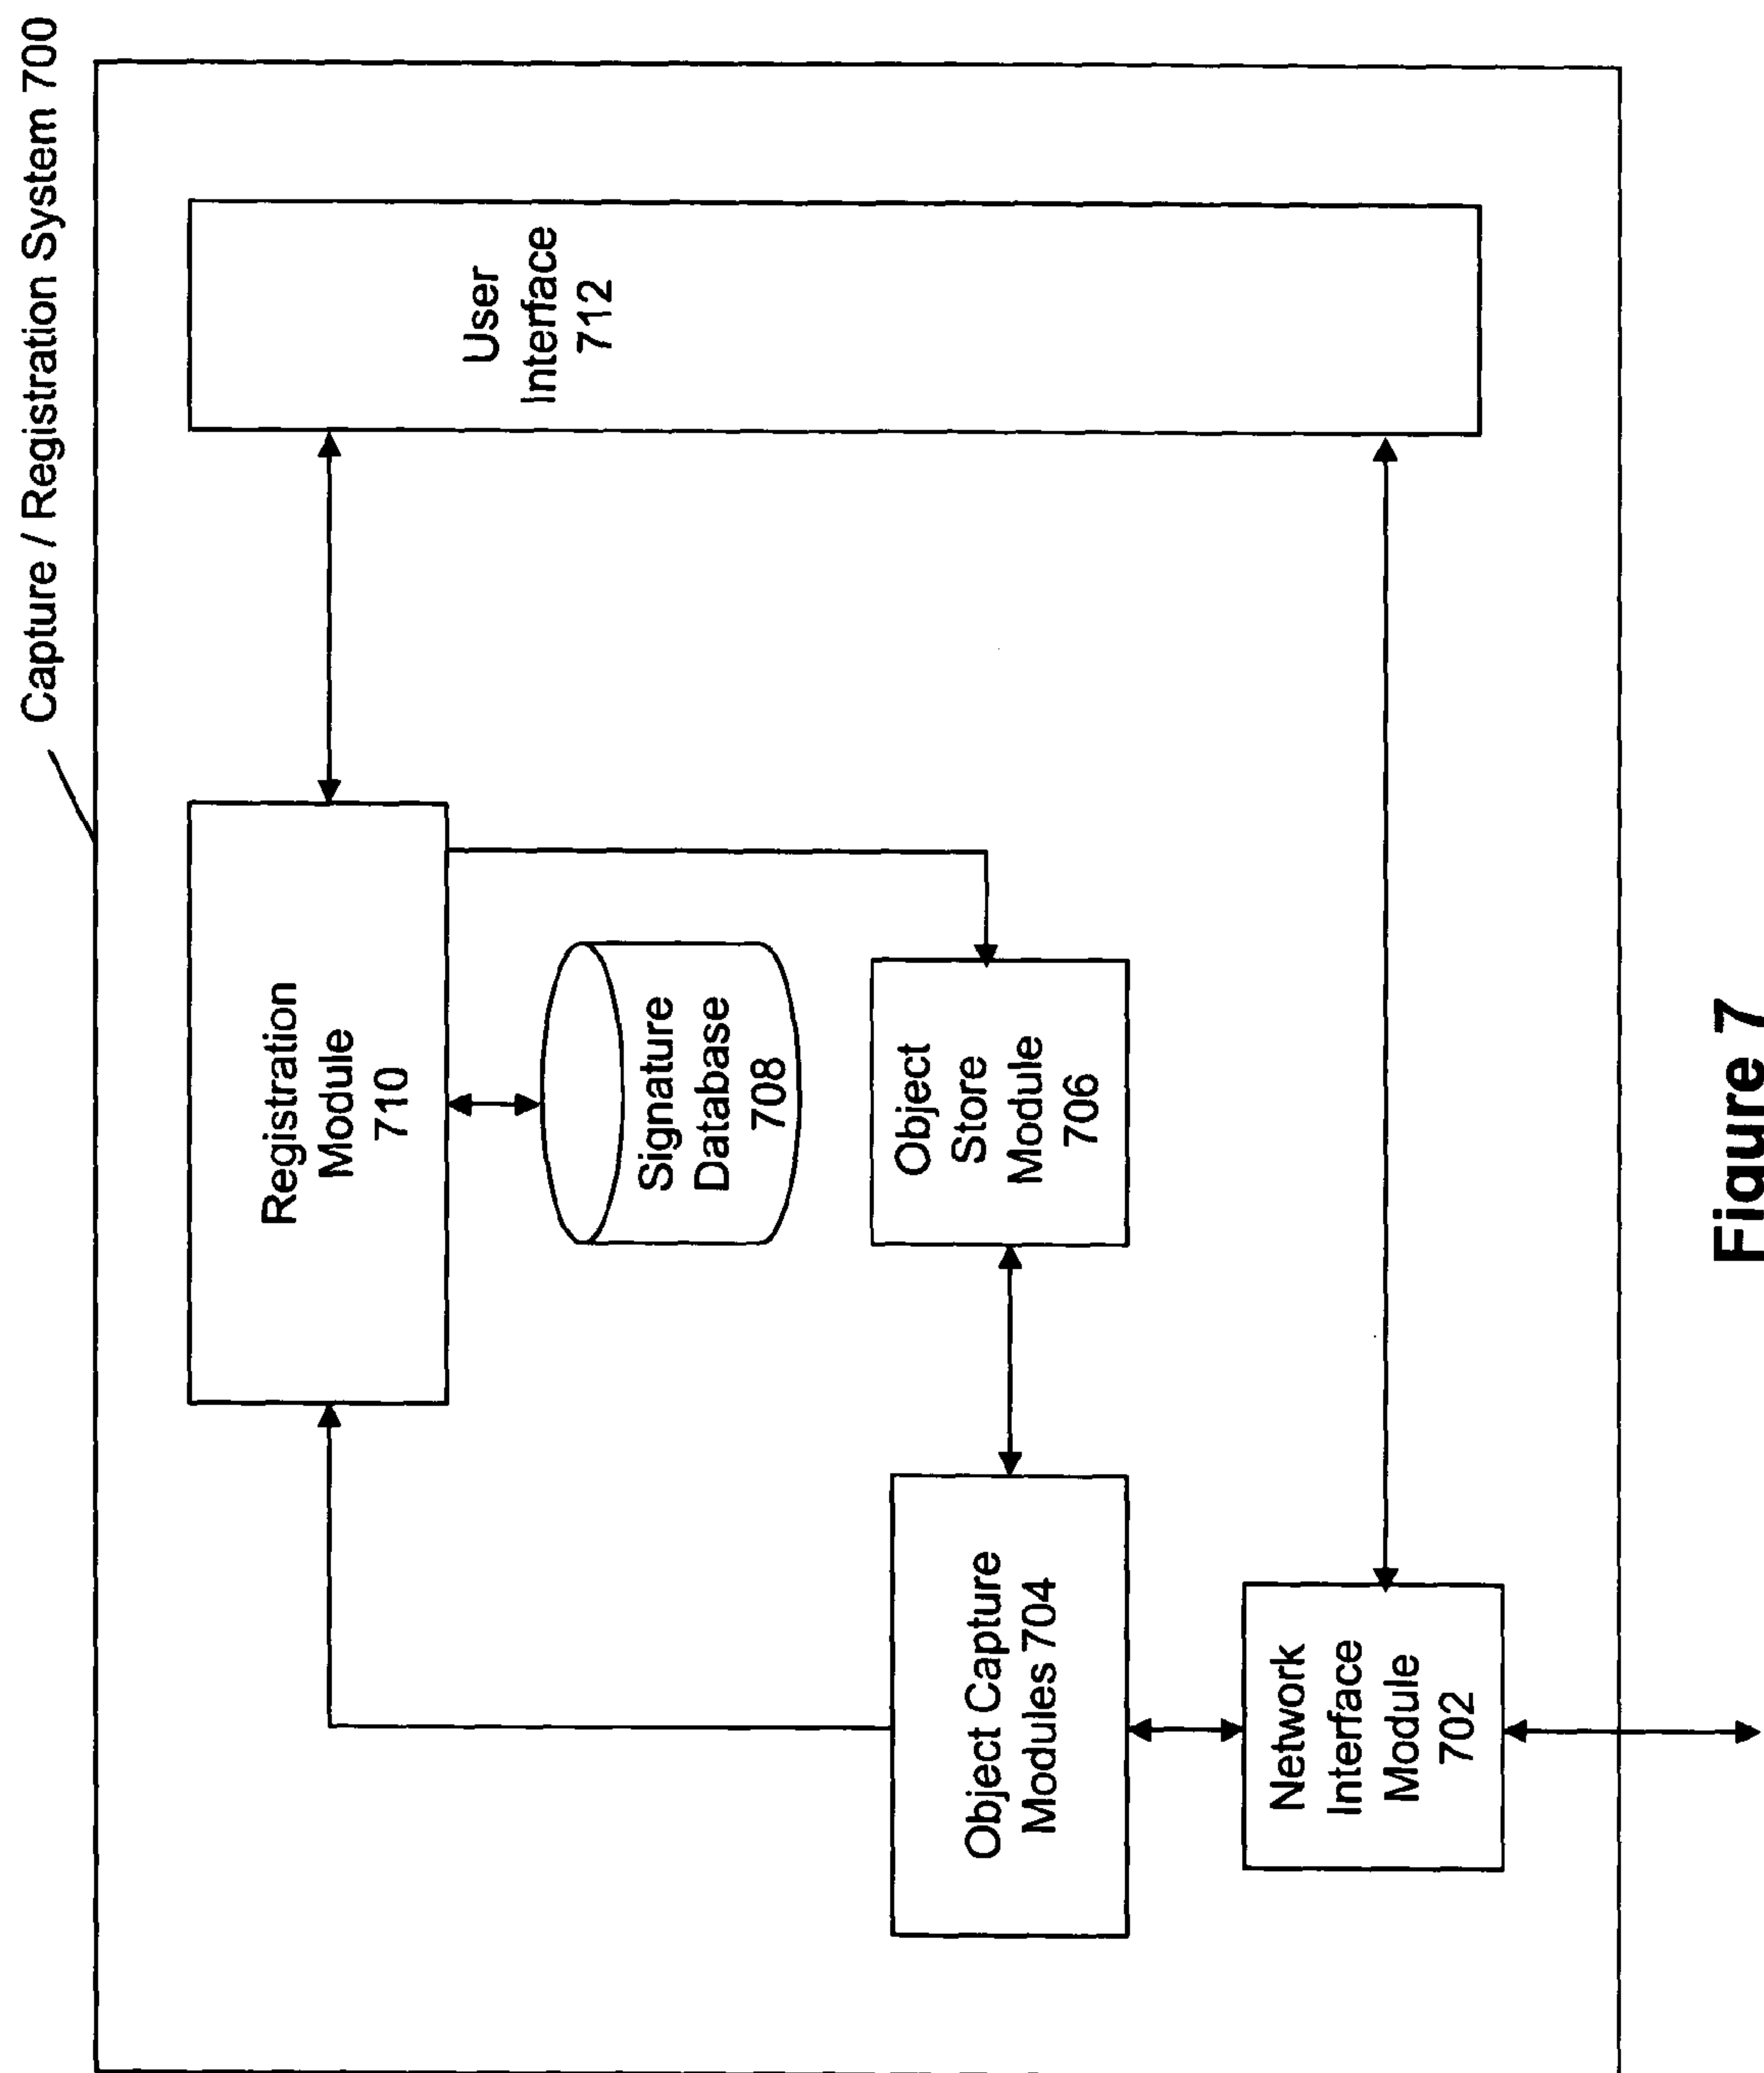 Capture / Registration System 700
User
Interface
712
Registration
Module
710
Signature
Database
708
Object
Store
Module
706
Object Capture
Modules 704
Network
Interface
Module
702
Figure 7